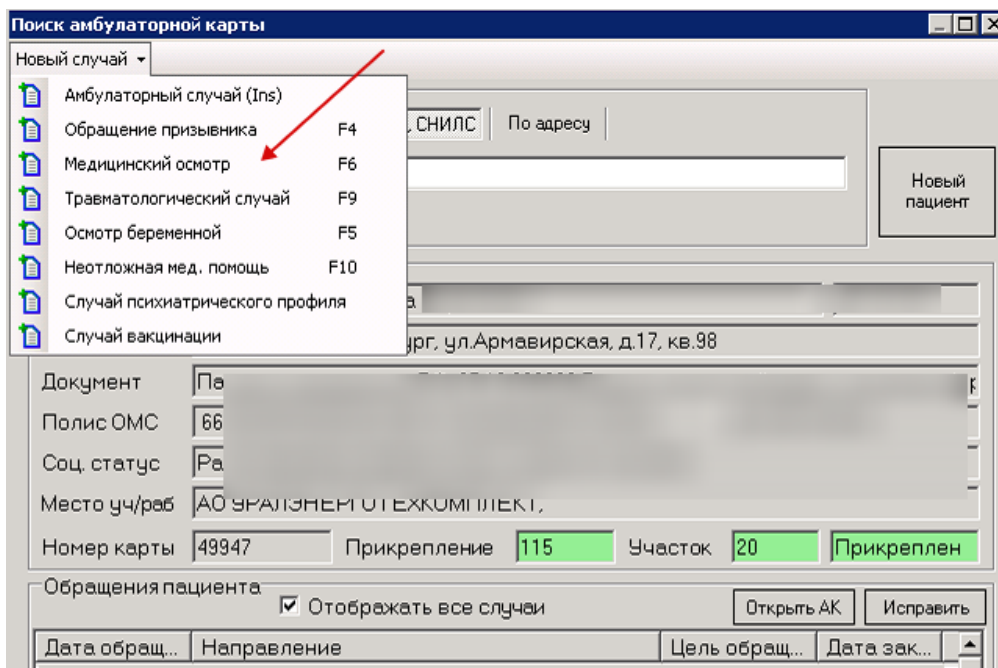 Поиск амбулаторной карты
Новый случай
Амбулаторный случай (Ins)
Обращение призывника F4
Медицинский осмотр F6
Травматологический случай F9
Осмотр беременной F5
Неотложная мед. помощь F10
Случай психиатрического профиля
Случай вакцинации
, СНИЛС По адресу
Новый
пациент
ул.Армавирская, д.17, кв.98
Документ Па
Полис ОМС 66
Соц. статус Ра
Место уч/раб АО УРАЛЭНЕРГОТЕХКОМПЛЕКТ,
Номер карты 49947 Прикрепление 115 Участок 20 Прикреплен
Обращения пациента
Отображать все случаи Открыть АК Исправить
Дата обращ... Направление Цель обращ... Дата зак...